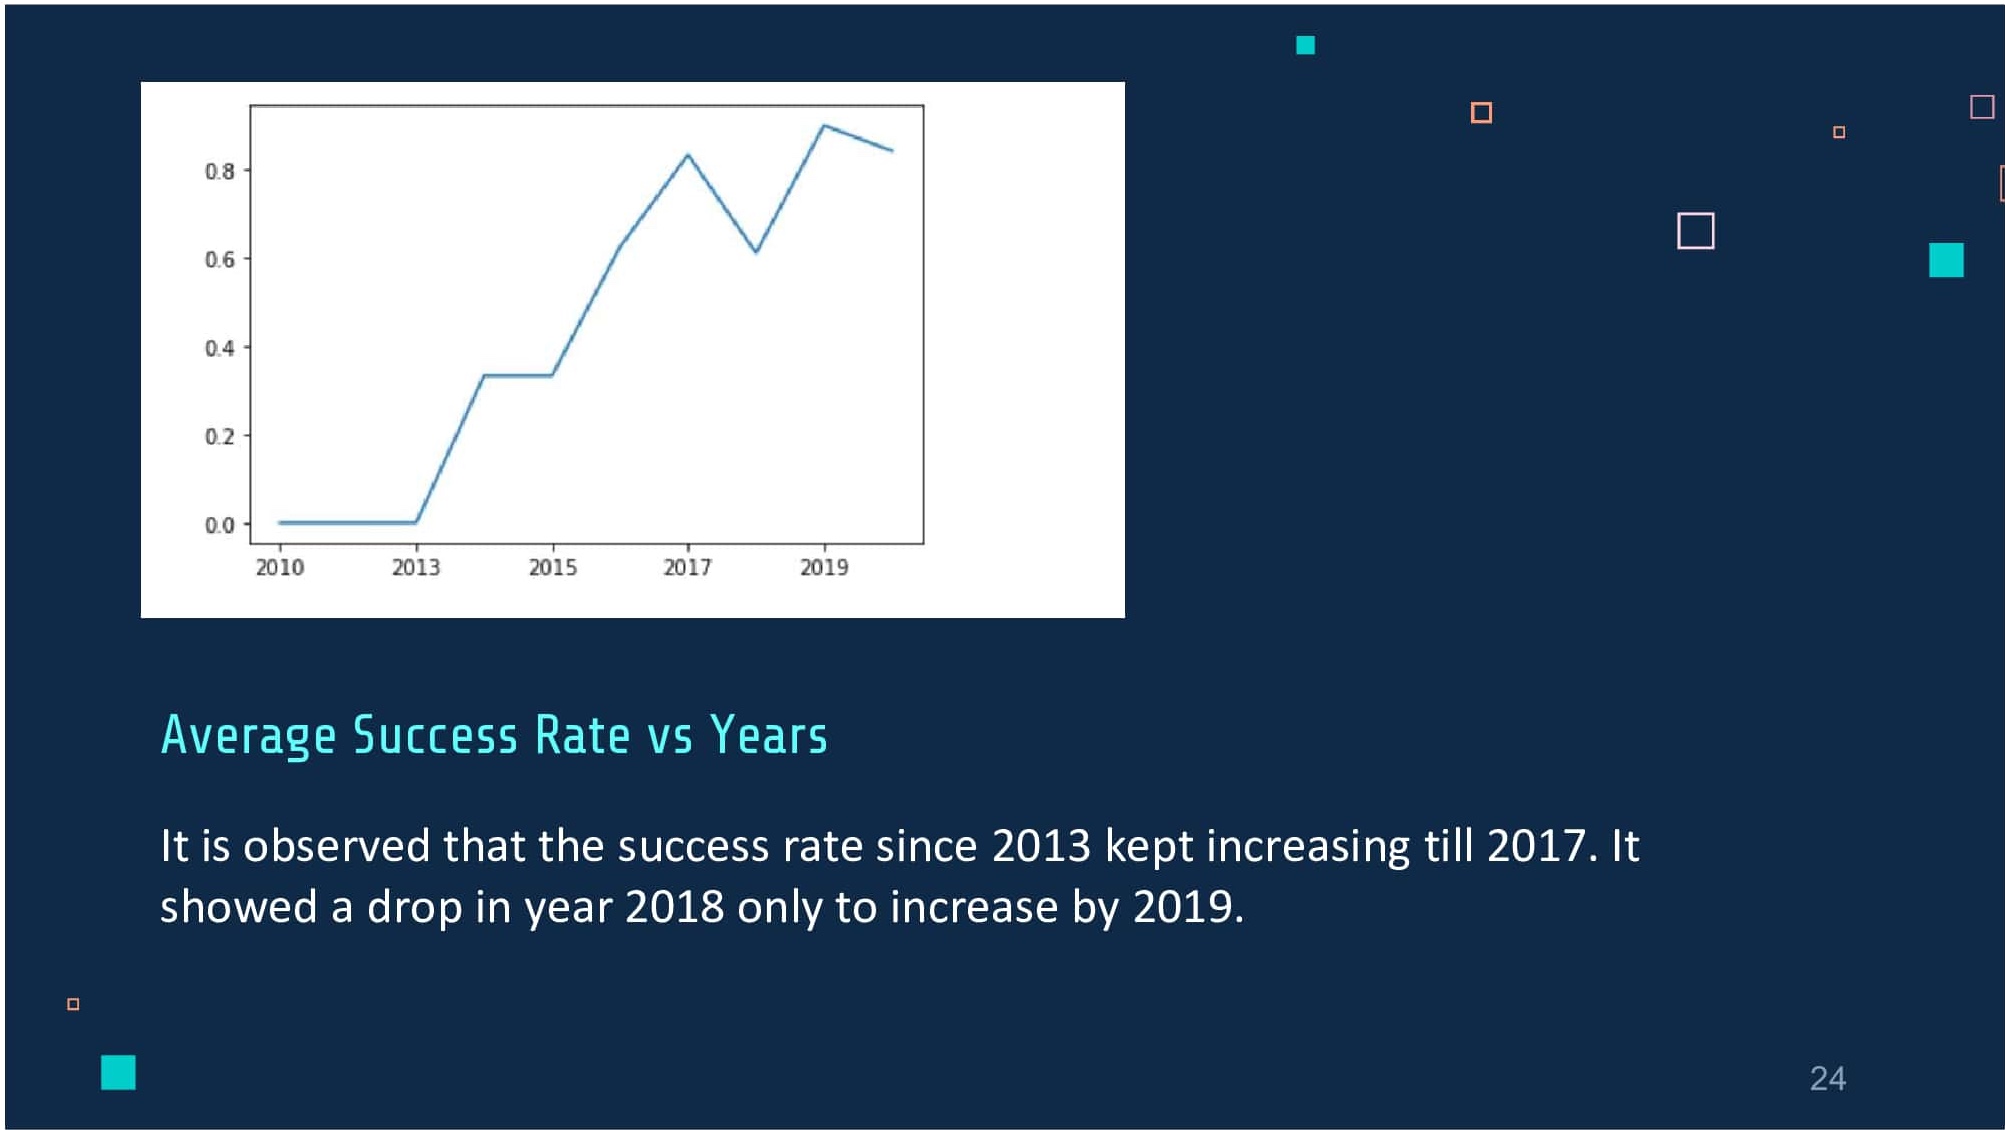 0.8
0.6
0.4
0.2
0.0
2010 2013 2015 2017 2019
Average Success Rate vs Years
It is observed that the success rate since 2013 kept increasing till 2017. It
showed a drop in year 2018 only to increase by 2019.
24